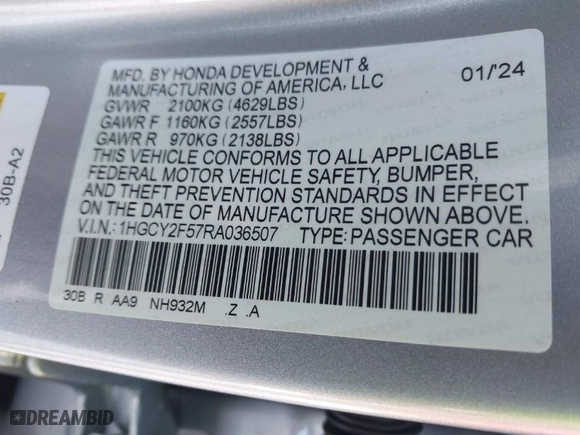 MFD. BY HONDA DEVELOPMENT & 01/'24
MANUFACTURING OF AMERICA, LLC
GVWR 2100KG (4629LBS)
GAWR F 1160KG (2557LBS)
GAWR R 970KG (2138LBS)
THIS VEHICLE CONFORMS TO ALL APPLICABLE
FEDERAL MOTOR VEHICLE SAFETY, BUMPER,
AND THEFT PREVENTION STANDARDS IN EFFECT
ON THE DATE OF MANUFACTURE SHOWN ABOVE.
V.I.N.: 1HGCY2F57RA036507 TYPE: PASSENGER CAR
30B R AA9 NH932M .Z .A
30B-A2
DREAMBID